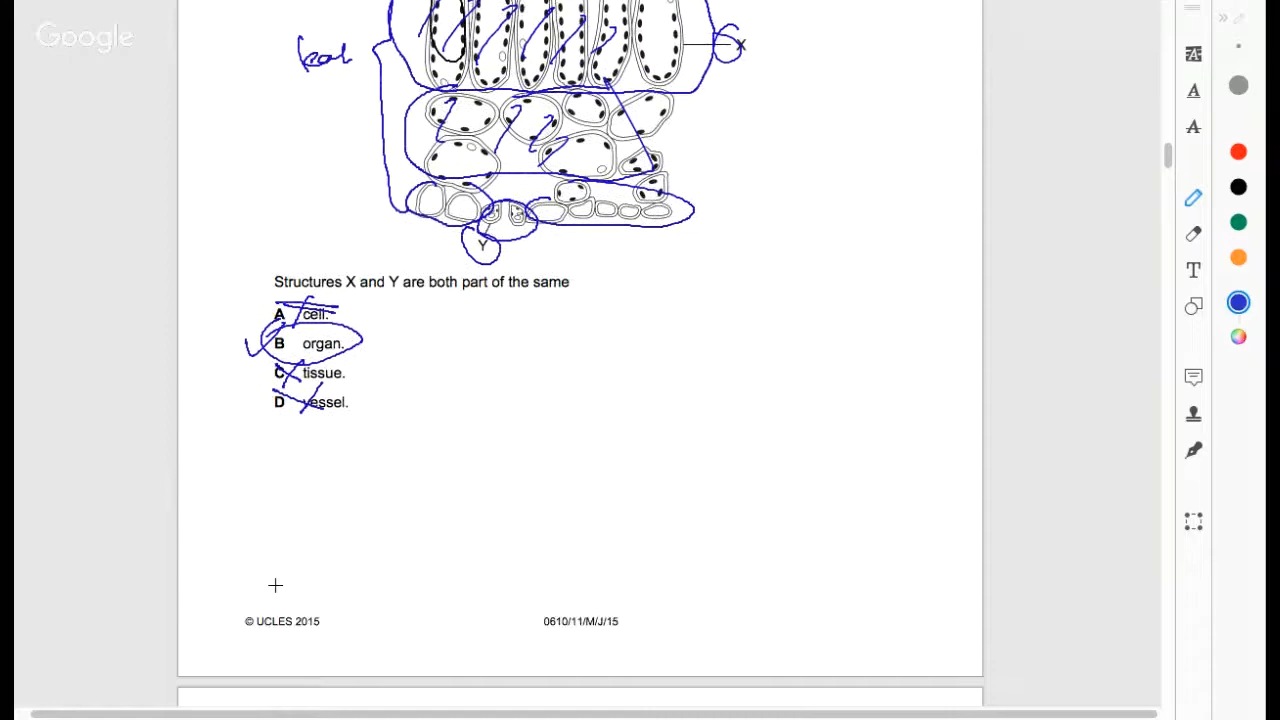 Google
X
Y
Structures X and Y are both part of the same
A cell.
B organ.
C tissue.
D vessel.
© UCLES 2015 0610/11/M/J/15